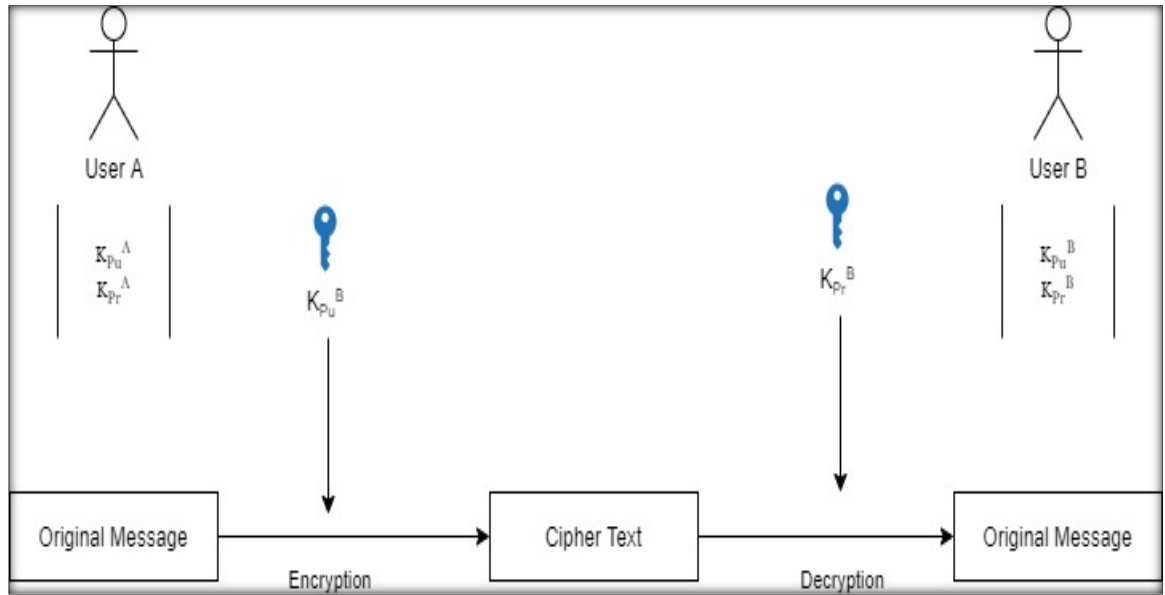 User A
User B
K_Pu^A
K_Pr^A
K_Pu^B
K_Pr^B
K_Pu^B
K_Pr^B
Original Message
Encryption
Cipher Text
Decryption
Original Message